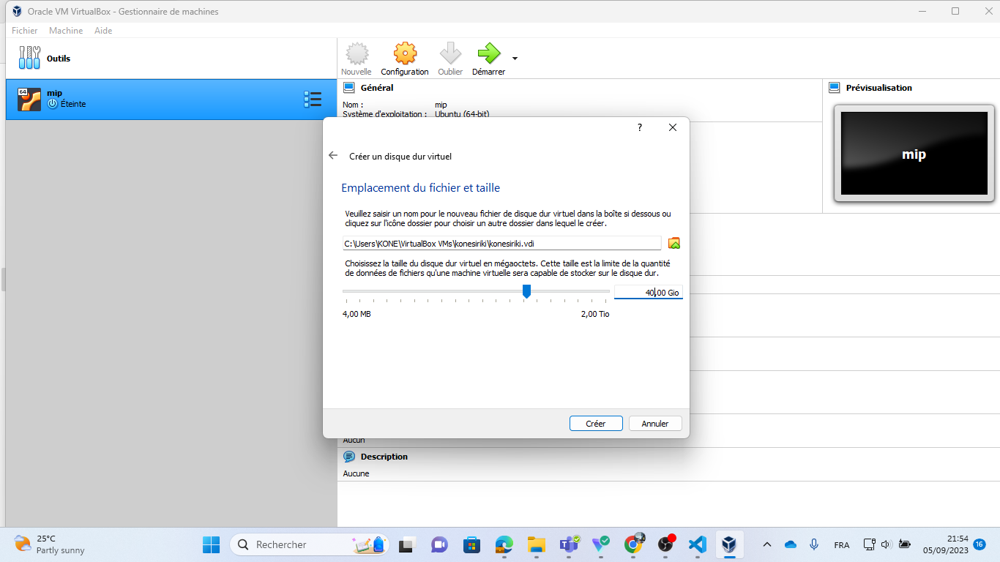 Oracle VM VirtualBox - Gestionnaire de machines
Fichier Machine Aide
Outils
Nouvelle Configuration Oublier Démarrer
64
mip
Éteinte
Général
Nom : mip
Système d'exploitation : Ubuntu (64-bit)
Prévisualisation
mip
?
Créer un disque dur virtuel
Emplacement du fichier et taille
Veuillez saisir un nom pour le nouveau fichier de disque dur virtuel dans la boîte si dessous ou
cliquez sur l'icône dossier pour choisir un autre dossier dans lequel le créer.
C:\Users\KONE\VirtualBox VMs\konesiriki\konesiriki.vdi
Choisissez la taille du disque dur virtuel en mégaoctets. Cette taille est la limite de la quantité
de données de fichiers qu'une machine virtuelle sera capable de stocker sur le disque dur.
40,00 Gio
4,00 MB 2,00 Tio
Créer Annuler
Aucun
Description
Aucune
25°C
Partly sunny
Rechercher
FRA
21:54
05/09/2023
16